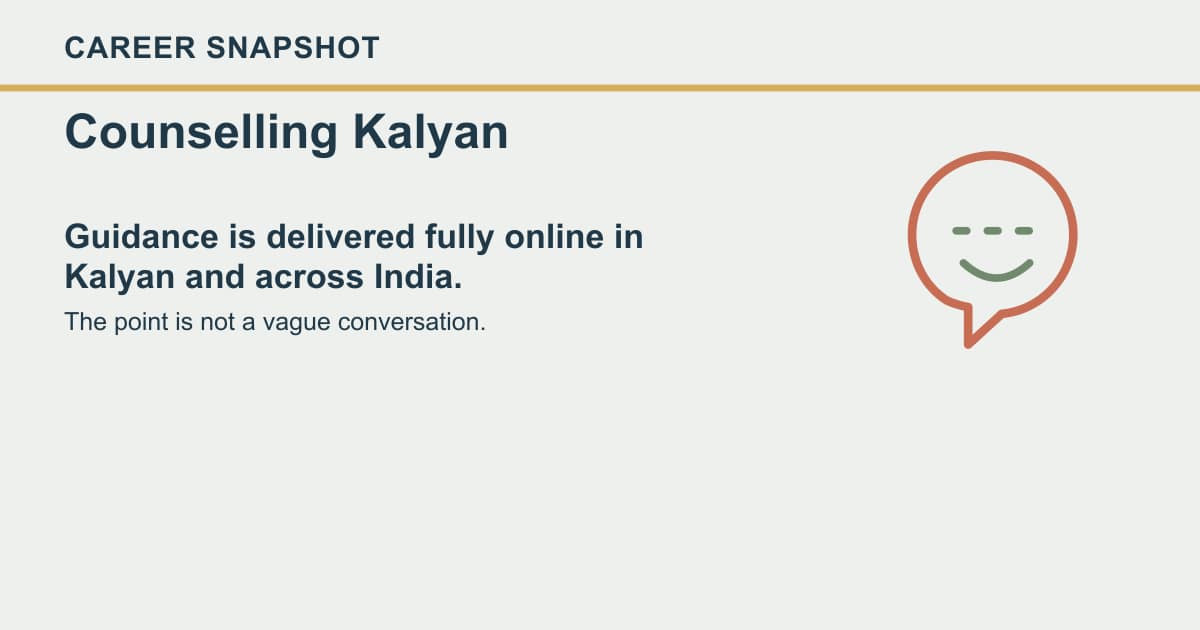 CAREER SNAPSHOT
Counselling Kalyan
Guidance is delivered fully online in
Kalyan and across India.
The point is not a vague conversation.